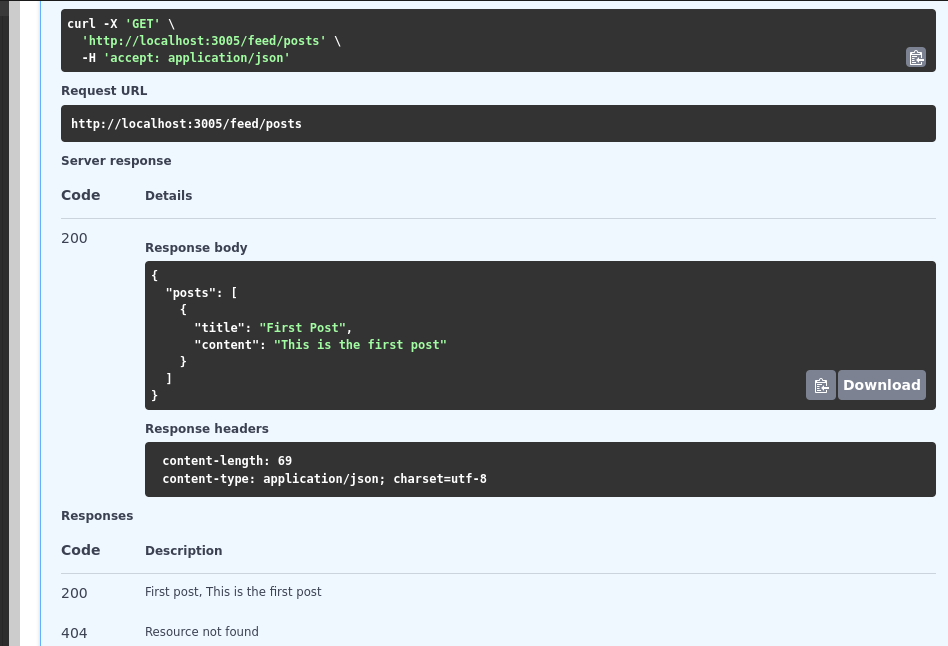 curl -X 'GET' \
  'http://localhost:3005/feed/posts' \
  -H 'accept: application/json'
Request URL
http://localhost:3005/feed/posts
Server response
Code Details
200
Response body
{
  "posts": [
    {
      "title": "First Post",
      "content": "This is the first post"
    }
  ]
}
Download
Response headers
content-length: 69
content-type: application/json; charset=utf-8
Responses
Code Description
200 First post, This is the first post
404 Resource not found